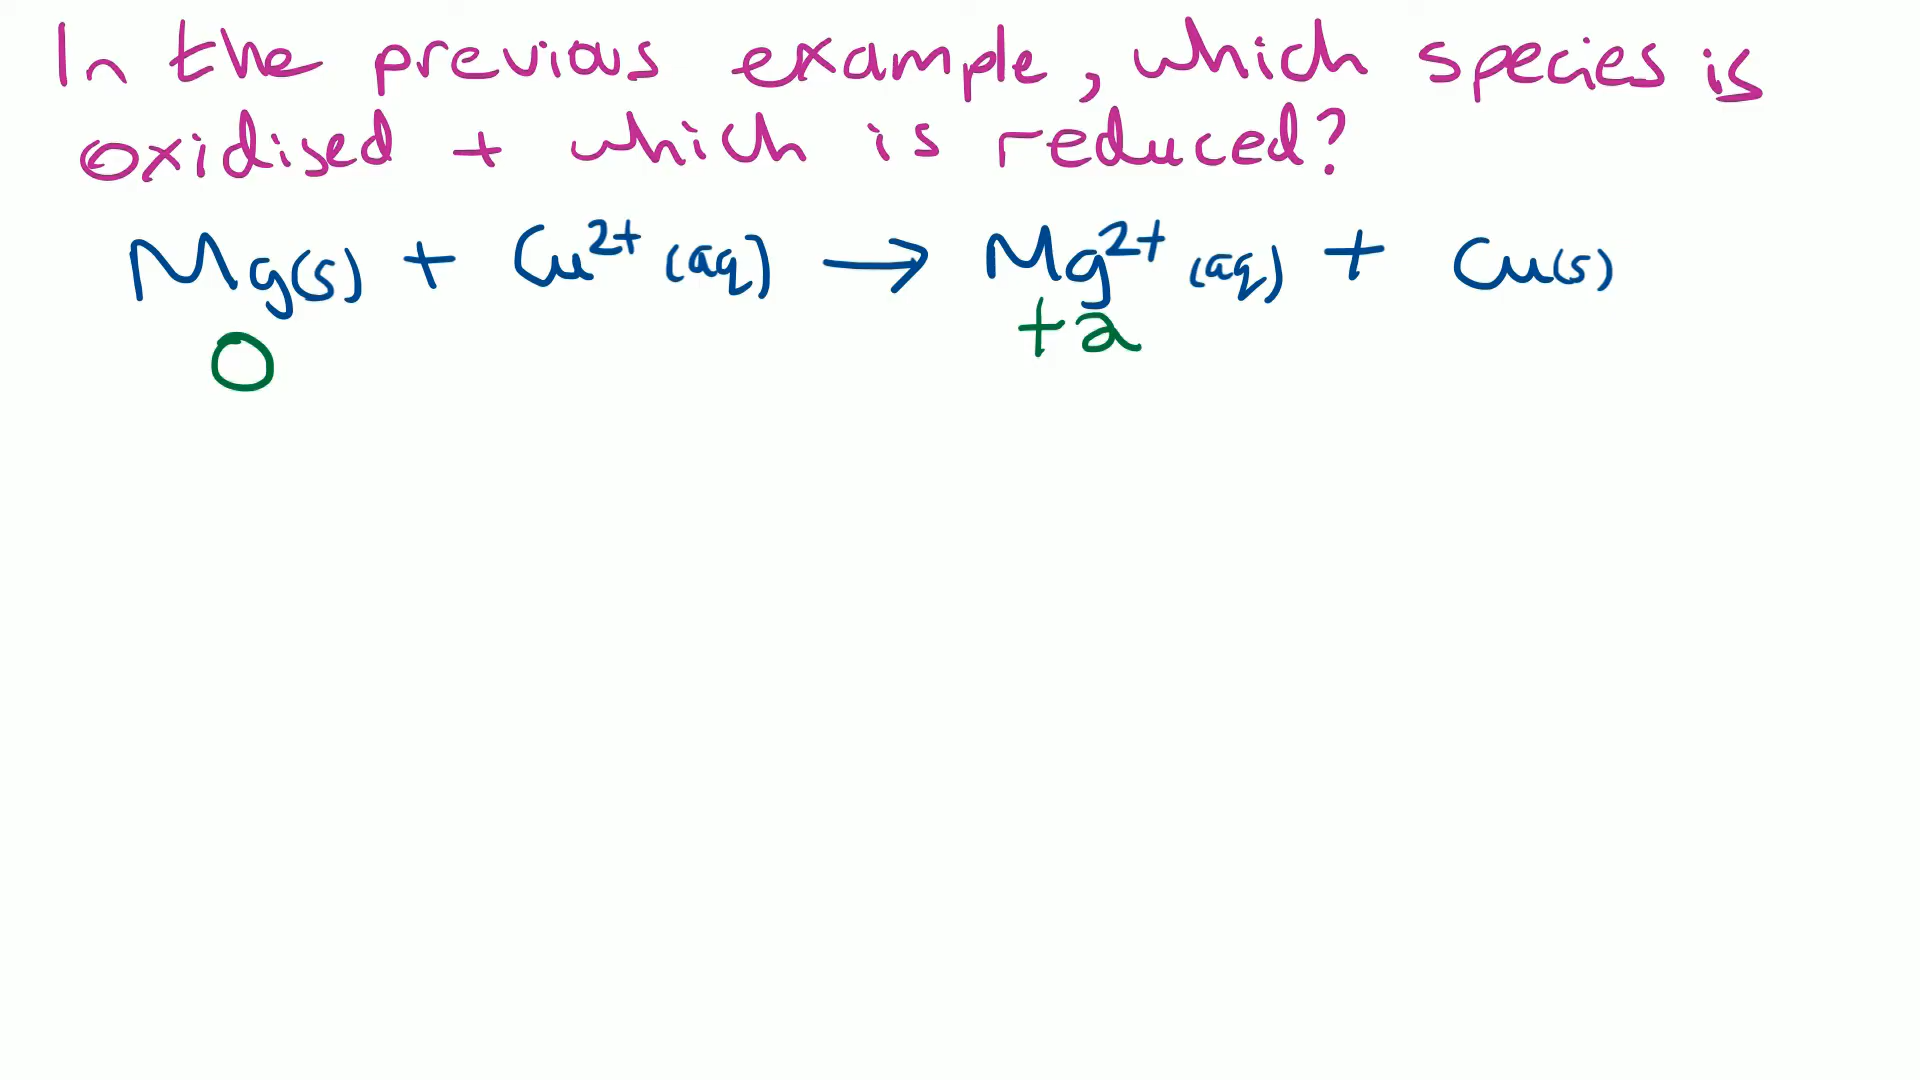 In the previous example, which species is
oxidised + which is reduced?
Mg(s) + Cu²⁺ (aq) → Mg²⁺ (aq) + Cu(s)
0 +2